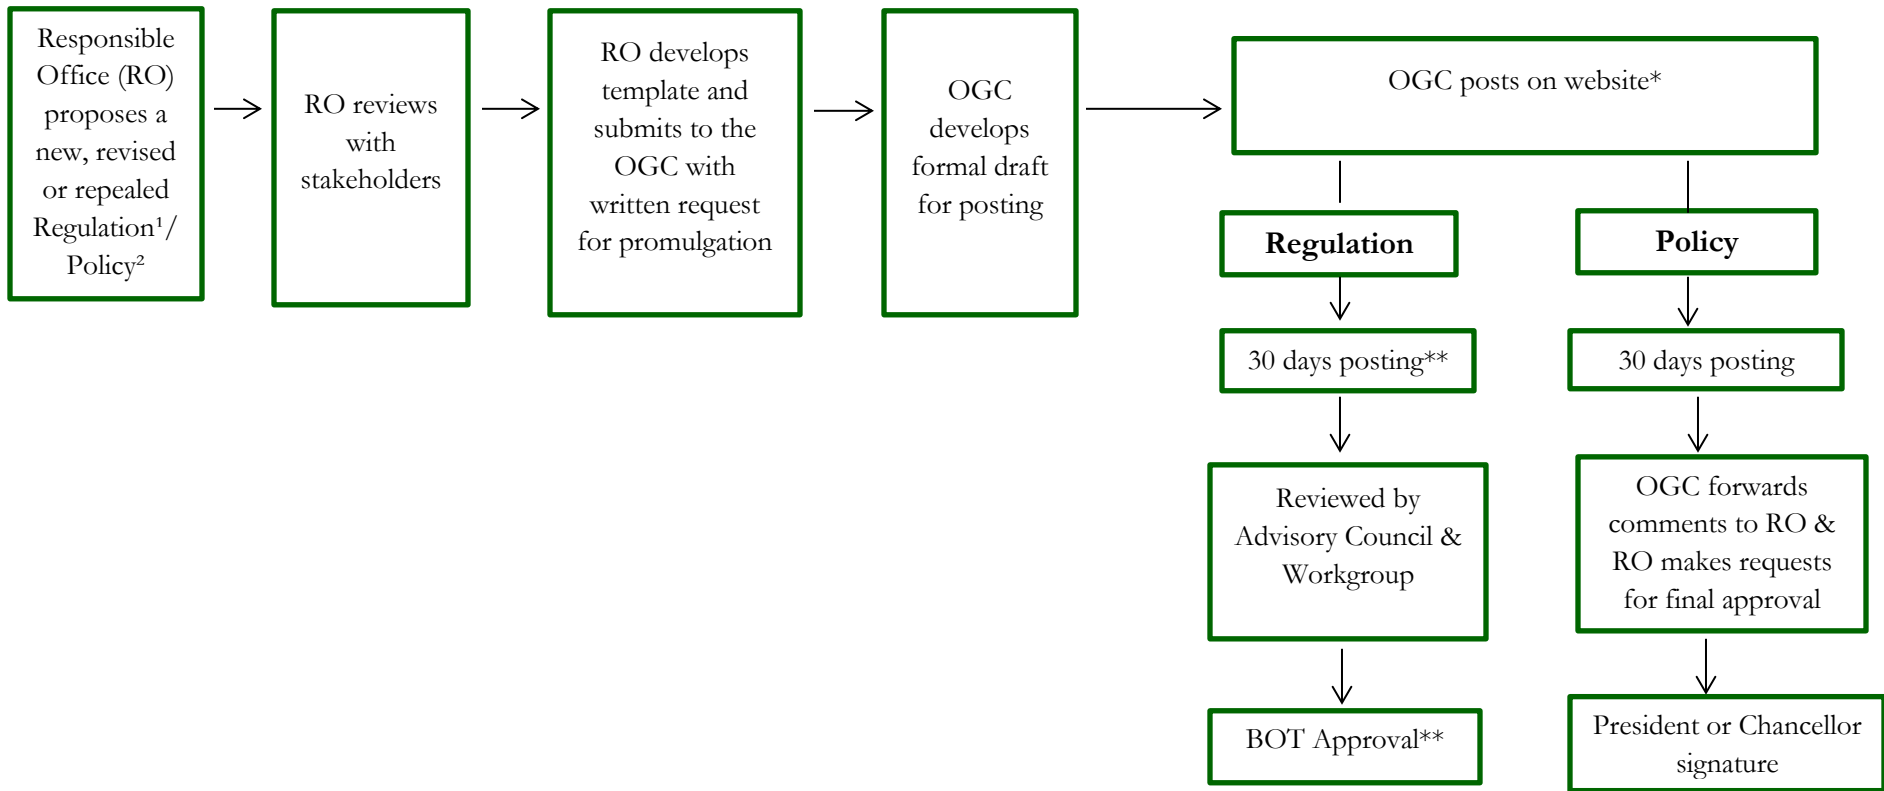 Responsible
Office (RO)
proposes a
new, revised
or repealed
Regulation¹/
Policy²
RO reviews
with
stakeholders
RO develops
template and
submits to the
OGC with
written request
for promulgation
OGC
develops
formal draft
for posting
OGC posts on website*
Regulation
30 days posting**
Reviewed by
Advisory Council &
Workgroup
BOT Approval**
Policy
30 days posting
OGC forwards
comments to RO &
RO makes requests
for final approval
President or Chancellor
signature